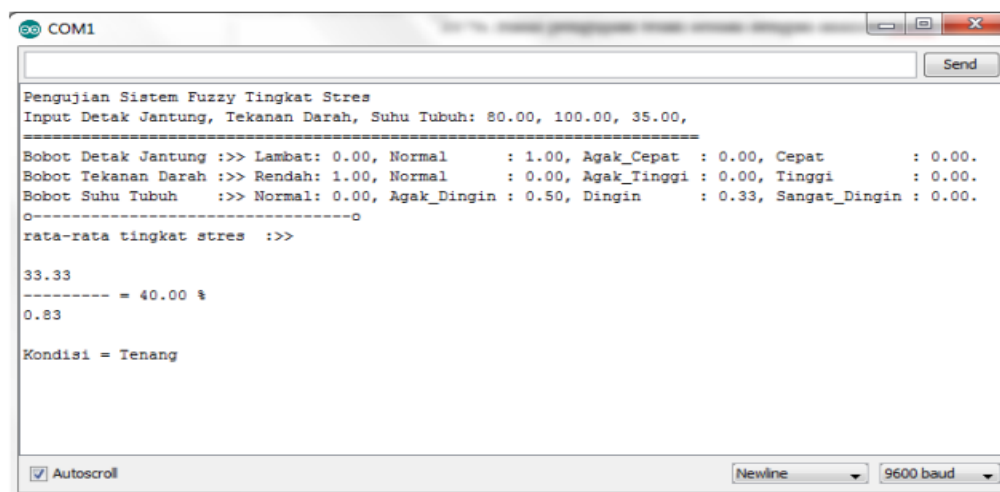 COM1
Send
Pengujian Sistem Fuzzy Tingkat Stres
Input Detak Jantung, Tekanan Darah, Suhu Tubuh: 80.00, 100.00, 35.00,
======================================================================
Bobot Detak Jantung :>> Lambat: 0.00, Normal : 1.00, Agak_Cepat : 0.00, Cepat : 0.00.
Bobot Tekanan Darah :>> Rendah: 1.00, Normal : 0.00, Agak_Tinggi : 0.00, Tinggi : 0.00.
Bobot Suhu Tubuh :>> Normal: 0.00, Agak_Dingin : 0.50, Dingin : 0.33, Sangat_Dingin : 0.00.
o---------------------------------o
rata-rata tingkat stres :>>
33.33
--------- = 40.00 %
0.83
Kondisi = Tenang
Autoscroll
Newline
9600 baud